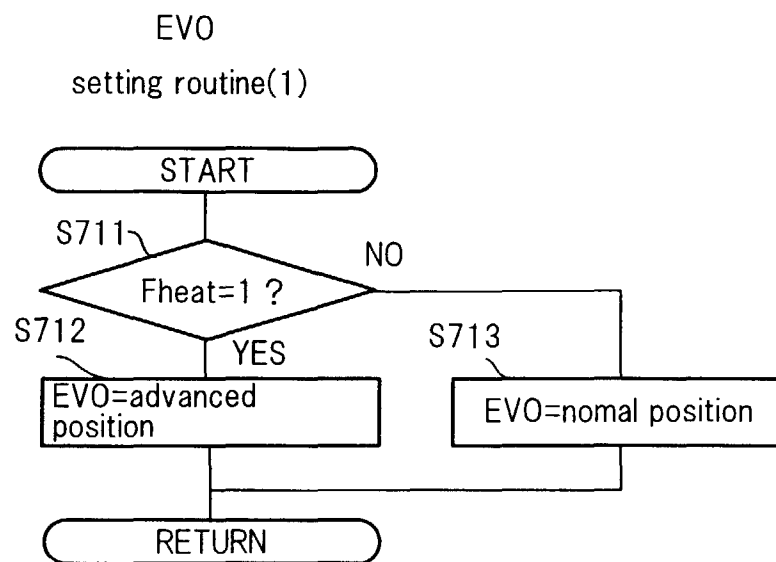 EVO
setting routine(1)
START
S711
NO
Fheat=1 ?
S712
YES
S713
EVO=advanced
position
EVO=nomal position
RETURN